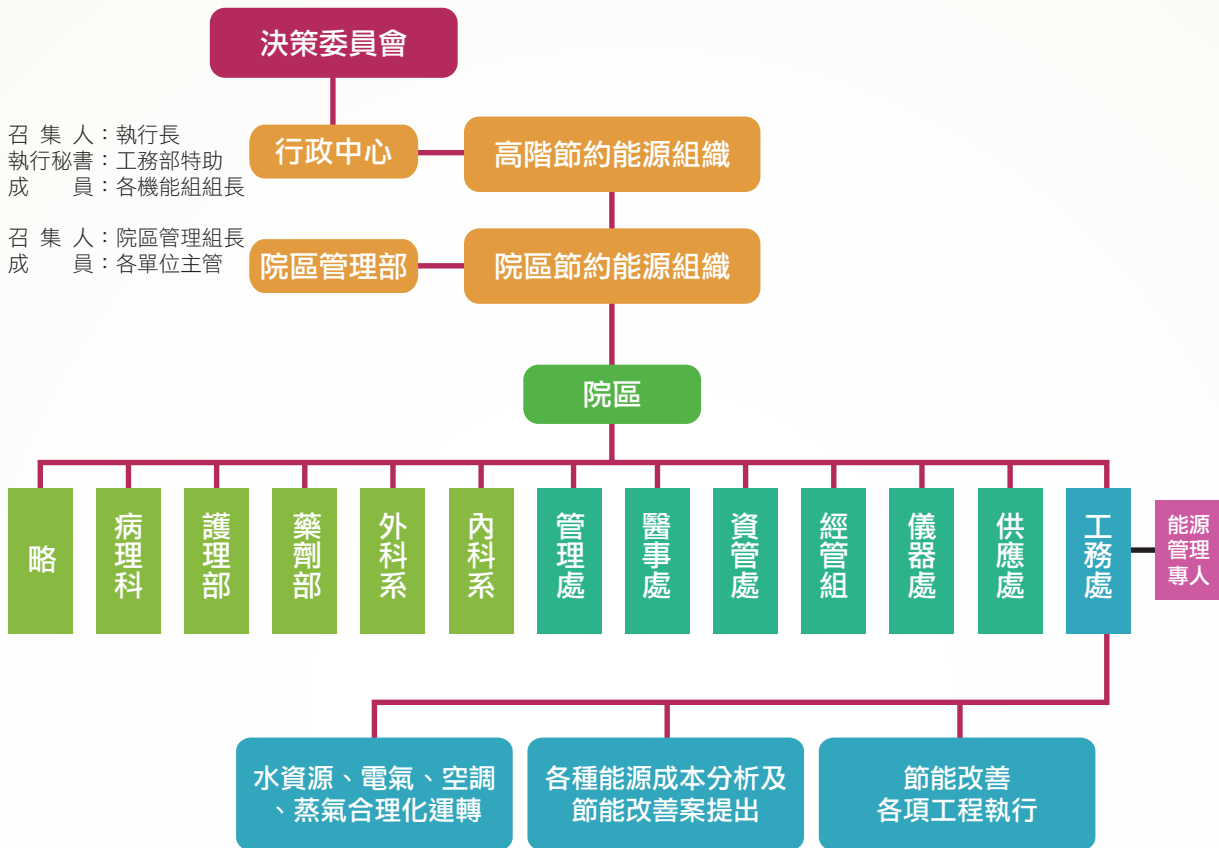 決策委員會
召集人：執行長
執行秘書：工務部特助
成員：各機能組組長
行政中心
高階節約能源組織
召集人：院區管理組長
成員：各單位主管
院區管理部
院區節約能源組織
院區
略
病理科
護理部
藥劑部
外科系
內科系
管理處
醫事處
資管處
經管組
儀器處
供應處
工務處
能源
管理
專人
水資源、電氣、空調
、蒸氣合理化運轉
各種能源成本分析及
節能改善案提出
節能改善
各項工程執行